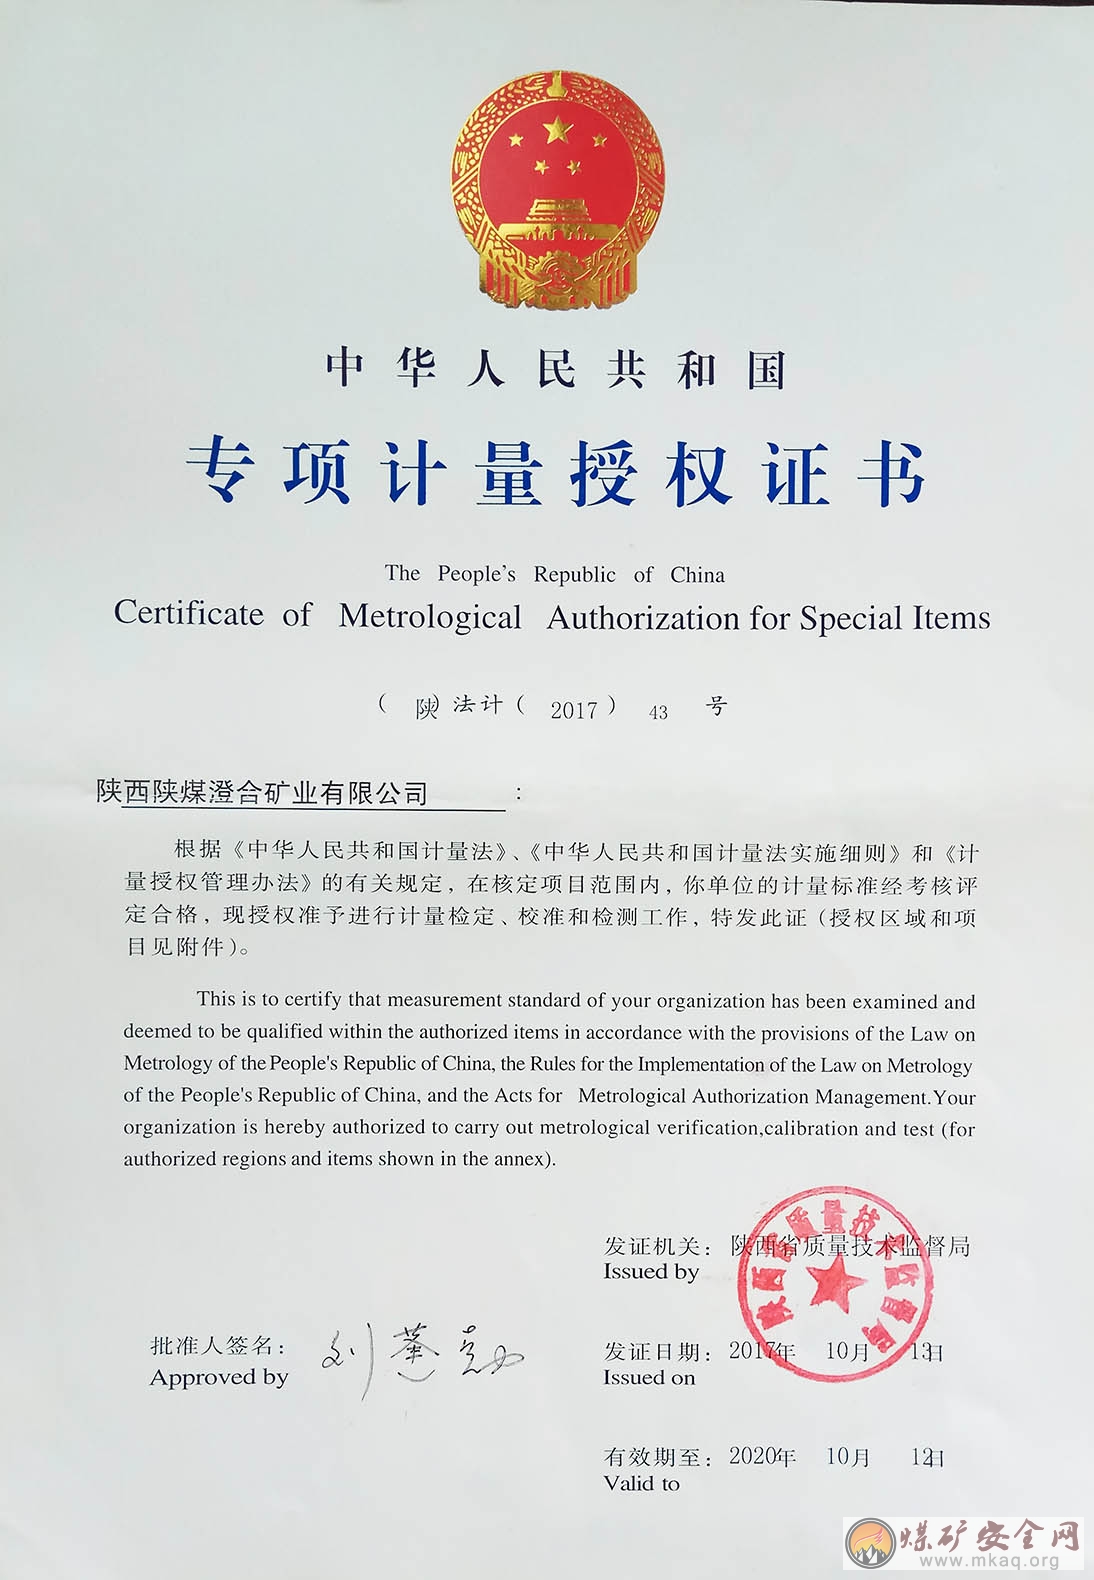 中华人民共和国
专项计量授权证书
The People's Republic of China
Certificate of Metrological Authorization for Special Items
（陕）法计（2017）43号
陕西陕煤澄合矿业有限公司：
根据《中华人民共和国计量法》、《中华人民共和国计量法实施细则》和《计
量授权管理办法》的有关规定，在核定项目范围内，你单位的计量标准经考核评
定合格，现授权准予进行计量检定、校准和检测工作，特发此证（授权区域和项
目见附件）。
This is to certify that measurement standard of your organization has been examined and
deemed to be qualified within the authorized items in accordance with the provisions of the Law on
Metrology of the People's Republic of China, the Rules for the Implementation of the Law on Metrology
of the People's Republic of China, and the Acts for Metrological Authorization Management.Your
organization is hereby authorized to carry out metrological verification,calibration and test (for
authorized regions and items shown in the annex).
发证机关：陕西省质量技术监督局
Issued by
陕西省质量技术监督局
批准人签名：
Approved by
发证日期：2017年 10月 13日
Issued on
有效期至：2020年 10月 12日
Valid to
煤矿安全网
www.mkaq.org